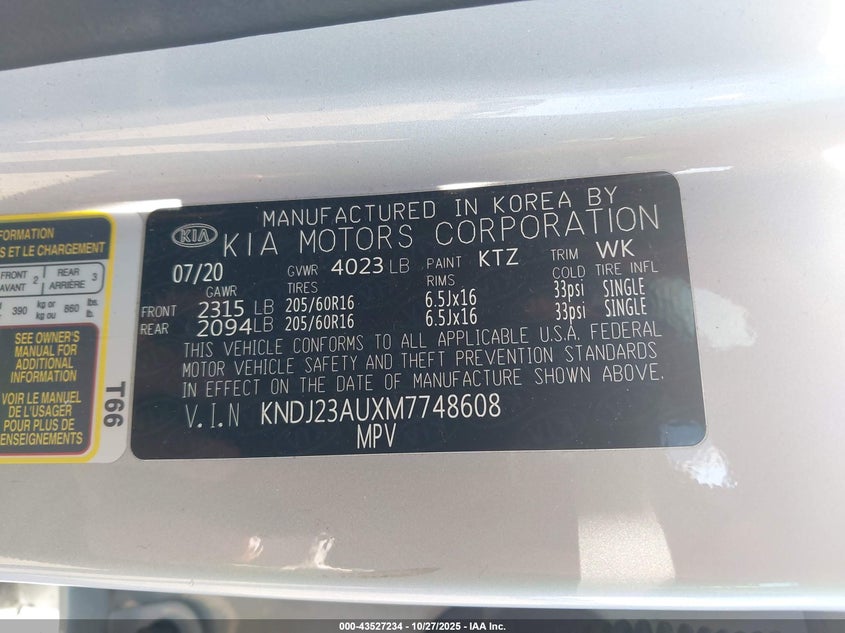 FORMATION
S ET LE CHARGEMENT
FRONT AVANT 2 REAR ARRIÈRE 3
390 kg or kg ou 860 lbs. lb.
SEE OWNER'S
MANUAL FOR
ADDITIONAL
INFORMATION
VOIR LE MANUEL
DE L'USAGER
POUR PLUS DE
RENSEIGNEMENTS
T66
MANUFACTURED IN KOREA BY
KIA KIA MOTORS CORPORATION
07/20 GVWR 4023 LB PAINT KTZ TRIM WK
GAWR TIRES RIMS COLD TIRE INFL
FRONT 2315 LB 205/60R16 6.5Jx16 33psi SINGLE
REAR 2094 LB 205/60R16 6.5Jx16 33psi SINGLE
THIS VEHICLE CONFORMS TO ALL APPLICABLE U.S.A. FEDERAL
MOTOR VEHICLE SAFETY AND THEFT PREVENTION STANDARDS
IN EFFECT ON THE DATE OF MANUFACTURE SHOWN ABOVE.
V.I.N KNDJ23AUXM7748608
MPV
000-43527234 - 10/27/2025 - IAA Inc.